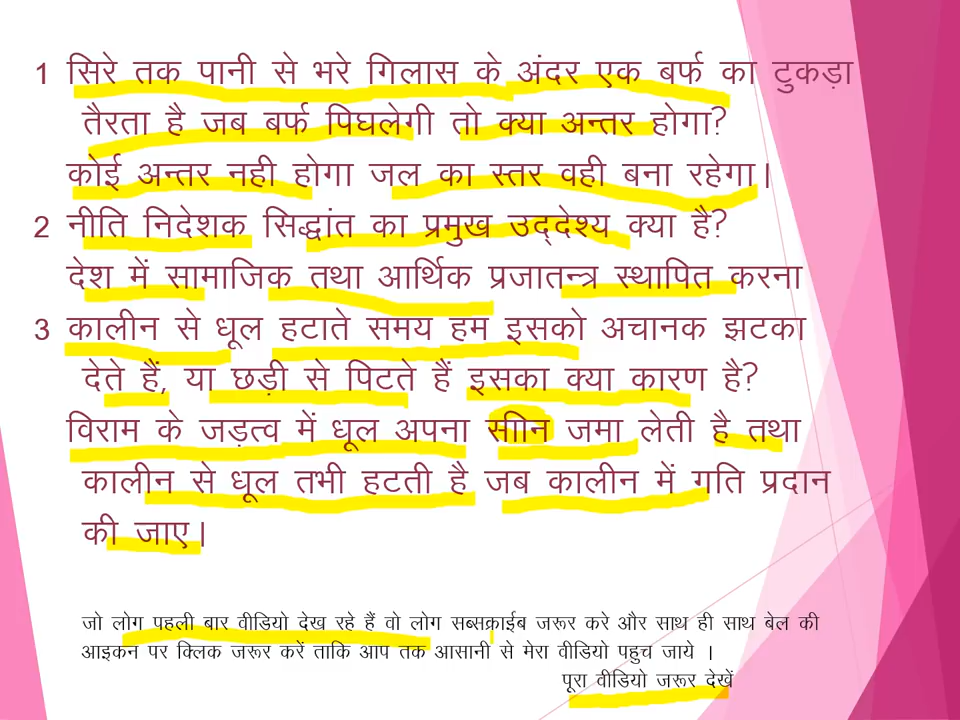 1 सिरे तक पानी से भरे गिलास के अंदर एक बर्फ का टुकड़ा
तैरता है जब बर्फ पिघलेगी तो क्या अन्तर होगा?
कोई अन्तर नही होगा जल का स्तर वही बना रहेगा।
2 नीति निदेशक सिद्धांत का प्रमुख उद्देश्य क्या है?
देश में सामाजिक तथा आर्थिक प्रजातन्त्र स्थापित करना
3 कालीन से धूल हटाते समय हम इसको अचानक झटका
देते हैं, या छड़ी से पिटते हैं इसका क्या कारण है?
विराम के जड़त्व में धूल अपना साीन जमा लेती है तथा
कालीन से धूल तभी हटती है जब कालीन में गति प्रदान
की जाए।
जो लोग पहली बार वीडियो देख रहे हैं वो लोग सब्सक्राईब जरूर करे और साथ ही साथ बेल की
आइकन पर क्लिक जरूर करें ताकि आप तक आसानी से मेरा वीडियो पहुच जाये ।
पूरा वीडियो जरूर देखें